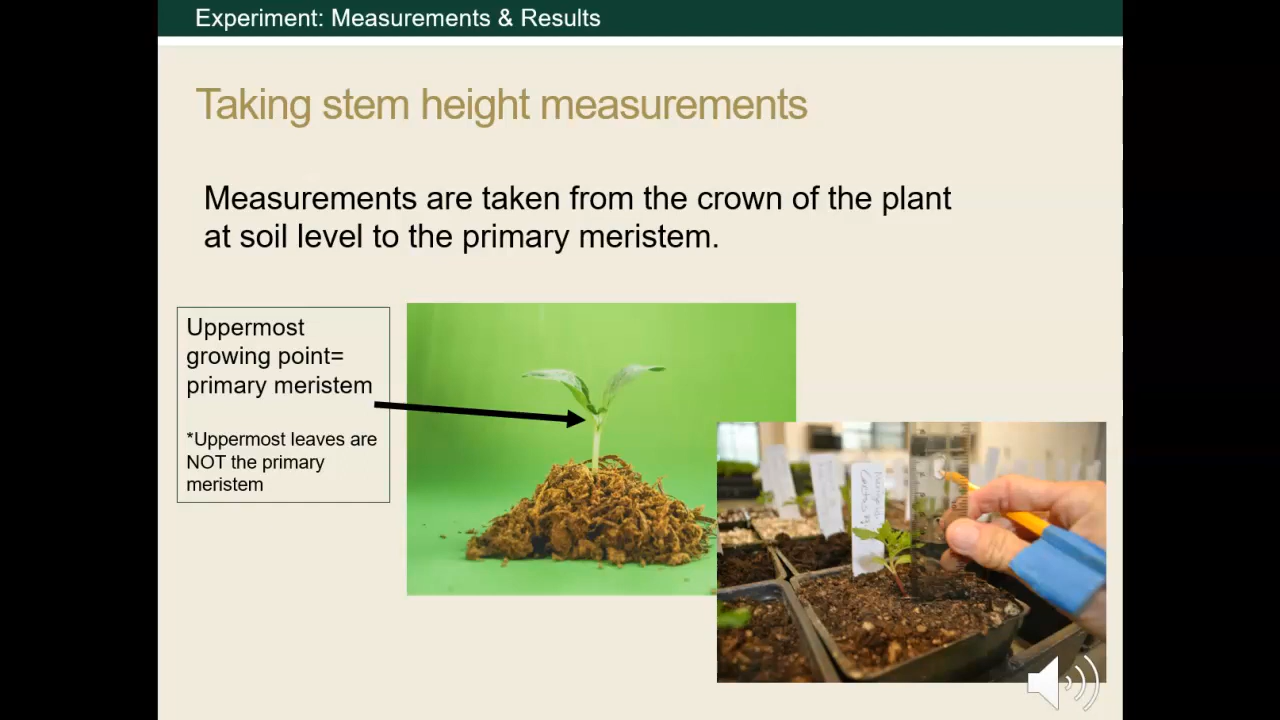 Experiment: Measurements & Results
Taking stem height measurements
Measurements are taken from the crown of the plant
at soil level to the primary meristem.
Uppermost
growing point=
primary meristem
*Uppermost leaves are
NOT the primary
meristem